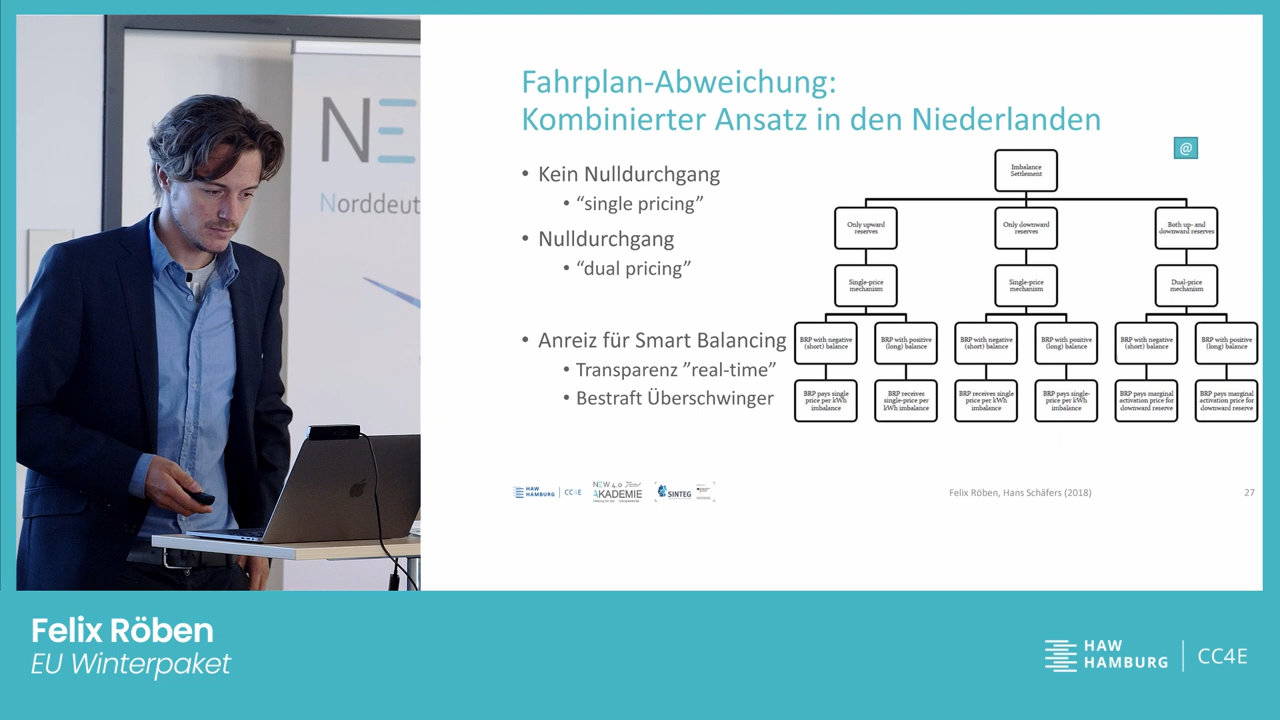 NE
Norddeut
Fahrplan-Abweichung:
Kombinierter Ansatz in den Niederlanden
@
• Kein Nulldurchgang
• “single pricing”
• Nulldurchgang
• “dual pricing”
• Anreiz für Smart Balancing
• Transparenz ”real-time”
• Bestraft Überschwinger
Imbalance
Settlement
Only upward
reserves
Only downward
reserves
Both up- and
downward reserves
Single-price
mechanism
Single-price
mechanism
Dual-price
mechanism
BRP with negative
(short) balance
BRP with positive
(long) balance
BRP with negative
(short) balance
BRP with positive
(long) balance
BRP with negative
(short) balance
BRP with positive
(long) balance
BRP pays single
price per kWh
imbalance
BRP receives
single-price per
kWh imbalance
BRP receives single
price per kWh
imbalance
BRP pays single-
price per kWh
imbalance
BRP pays marginal
activation price for
downward reserve
BRP pays marginal
activation price for
downward reserve
HAW
HAMBURG
CC4E
NEW 4.0
AKADEMIE
SINTEG
Felix Röben, Hans Schäfers (2018)
27
Felix Röben
EU Winterpaket
HAW
HAMBURG
CC4E